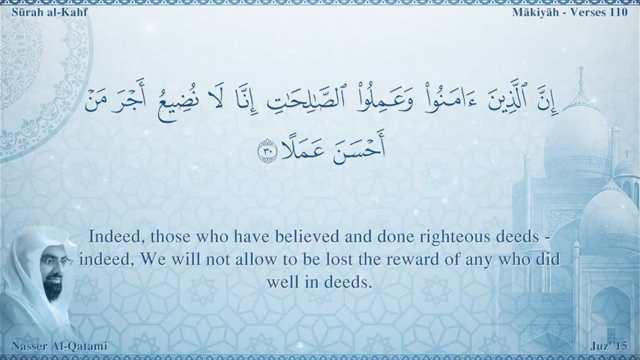 Sūrah al-Kahf
Mākiyāh - Verses 110
إِنَّ ٱلَّذِينَ ءَامَنُوا۟ وَعَمِلُوا۟ ٱلصَّـٰلِحَـٰتِ إِنَّا لَا نُضِيعُ أَجْرَ مَنْ
أَحْسَنَ عَمَلًا ٣٠
Indeed, those who have believed and done righteous deeds -
indeed, We will not allow to be lost the reward of any who did
well in deeds.
Nasser Al-Qatami
Juz' 15